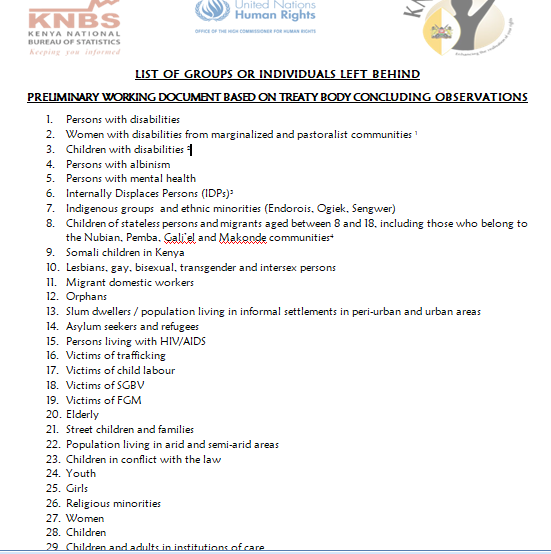 KNBS
KENYA NATIONAL
BUREAU OF STATISTICS
Keeping you informed
United Nations
Human Rights
OFFICE OF THE HIGH COMMISSIONER FOR HUMAN RIGHTS
LIST OF GROUPS OR INDIVIDUALS LEFT BEHIND
PRELIMINARY WORKING DOCUMENT BASED ON TREATY BODY CONCLUDING OBSERVATIONS
1. Persons with disabilities
2. Women with disabilities from marginalized and pastoralist communities ¹
3. Children with disabilities ²
4. Persons with albinism
5. Persons with mental health
6. Internally Displaces Persons (IDPs)³
7. Indigenous groups and ethnic minorities (Endorois, Ogiek, Sengwer)
8. Children of stateless persons and migrants aged between 8 and 18, including those who belong to
the Nubian, Pemba, Galj'el and Makonde communities⁴
9. Somali children in Kenya
10. Lesbians, gay, bisexual, transgender and intersex persons
11. Migrant domestic workers
12. Orphans
13. Slum dwellers / population living in informal settlements in peri-urban and urban areas
14. Asylum seekers and refugees
15. Persons living with HIV/AIDS
16. Victims of trafficking
17. Victims of child labour
18. Victims of SGBV
19. Victims of FGM
20. Elderly
21. Street children and families
22. Population living in arid and semi-arid areas
23. Children in conflict with the law
24. Youth
25. Girls
26. Religious minorities
27. Women
28. Children
29. Children and adults in institutions of care